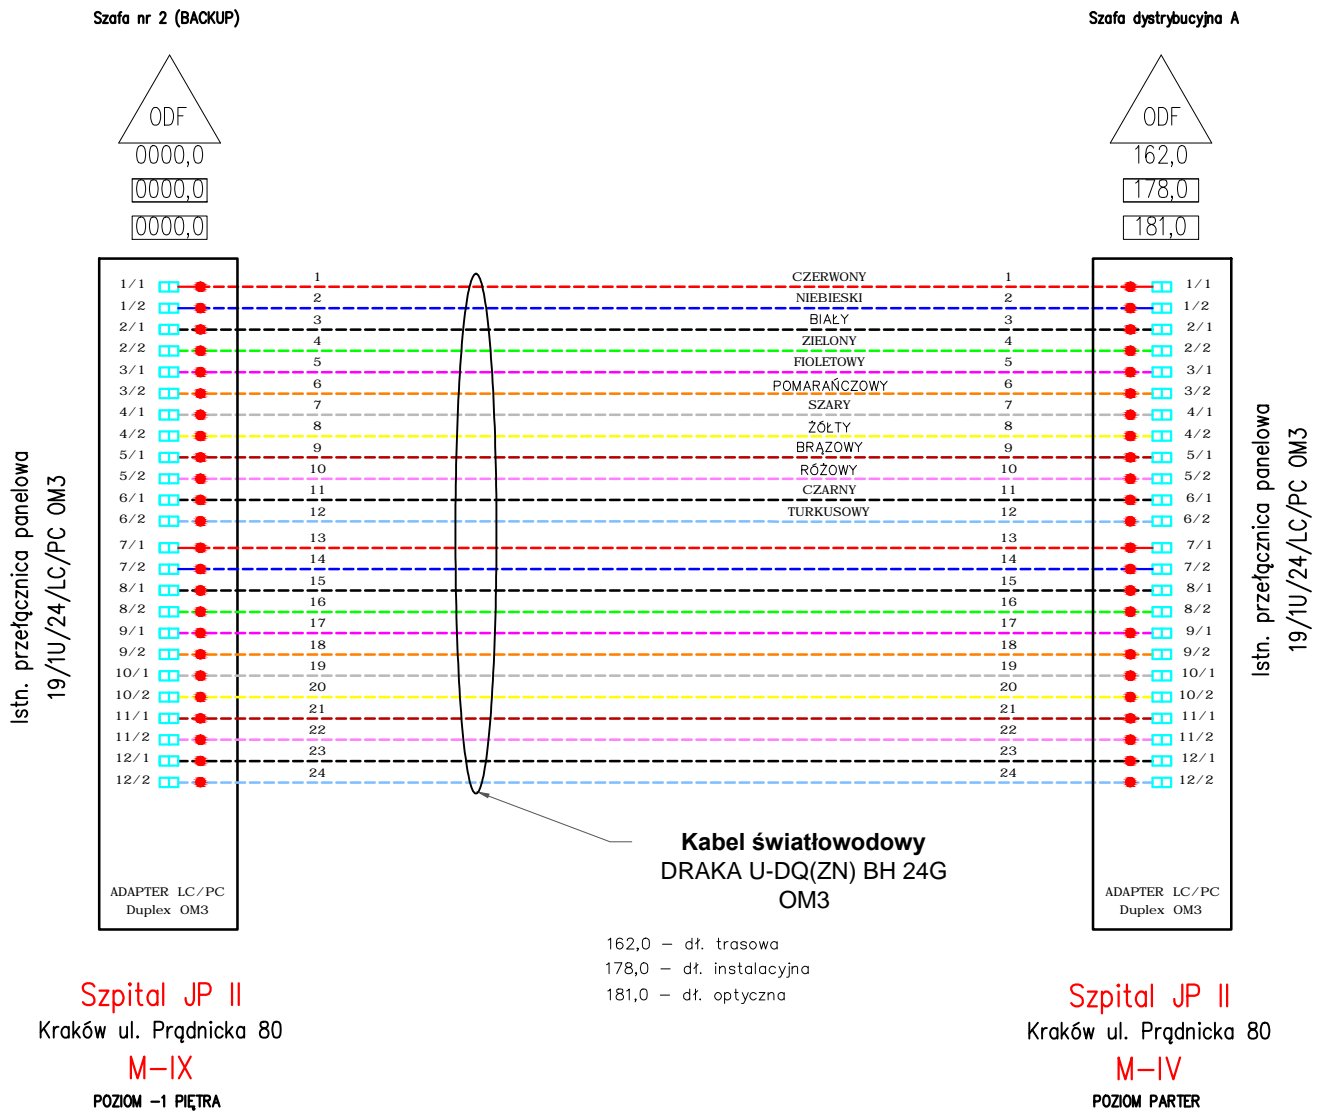 Szafa nr 2 (BACKUP)
Szafa dystrybucyjna A
ODF
0000,0
0000,0
0000,0
ODF
162,0
178,0
181,0
1/1 1 CZERWONY 1 1/1
1/2 2 NIEBIESKI 2 1/2
2/1 3 BIAŁY 3 2/1
2/2 4 ZIELONY 4 2/2
3/1 5 FIOLETOWY 5 3/1
3/2 6 POMARAŃCZOWY 6 3/2
4/1 7 SZARY 7 4/1
4/2 8 ŻÓŁTY 8 4/2
5/1 9 BRĄZOWY 9 5/1
5/2 10 RÓŻOWY 10 5/2
6/1 11 CZARNY 11 6/1
6/2 12 TURKUSOWY 12 6/2
7/1 13 13 7/1
7/2 14 14 7/2
8/1 15 15 8/1
8/2 16 16 8/2
9/1 17 17 9/1
9/2 18 18 9/2
10/1 19 19 10/1
10/2 20 20 10/2
11/1 21 21 11/1
11/2 22 22 11/2
12/1 23 23 12/1
12/2 24 24 12/2
Istn. przełącznica panelowa
19/1U/24/LC/PC OM3
Istn. przełącznica panelowa
19/1U/24/LC/PC OM3
ADAPTER LC/PC
Duplex OM3
ADAPTER LC/PC
Duplex OM3
Kabel światłowodowy
DRAKA U-DQ(ZN) BH 24G
OM3
162,0 – dł. trasowa
178,0 – dł. instalacyjna
181,0 – dł. optyczna
Szpital JP II
Kraków ul. Prądnicka 80
M-IX
POZIOM -1 PIĘTRA
Szpital JP II
Kraków ul. Prądnicka 80
M-IV
POZIOM PARTER